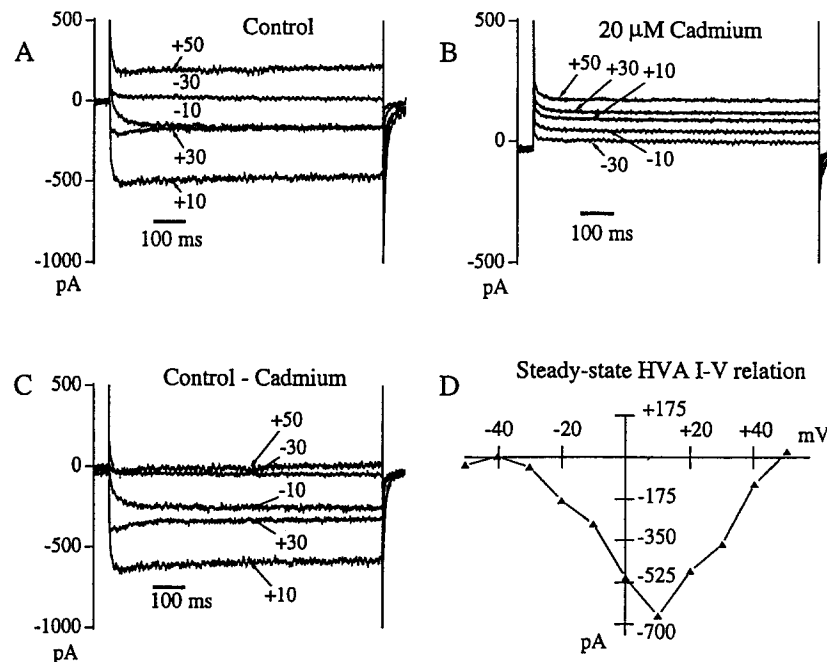 A
Control
500
0
-500
-1000
pA
+50
-30
-10
+30
+10
100 ms
B
20 µM Cadmium
500
0
-500
pA
+50
+30
+10
-10
-30
100 ms
C
Control - Cadmium
500
0
-500
-1000
pA
+50
-30
-10
+30
+10
100 ms
D
Steady-state HVA I-V relation
+175
-40
-20
+20
+40
mV
-175
-350
-525
-700
pA